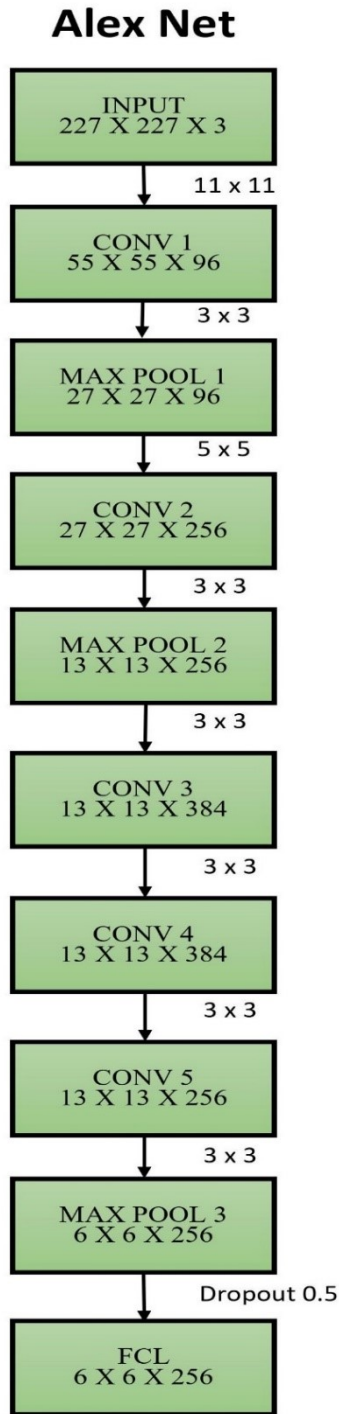 Alex Net
INPUT
227 X 227 X 3
11 x 11
CONV 1
55 X 55 X 96
3 x 3
MAX POOL 1
27 X 27 X 96
5 x 5
CONV 2
27 X 27 X 256
3 x 3
MAX POOL 2
13 X 13 X 256
3 x 3
CONV 3
13 X 13 X 384
3 x 3
CONV 4
13 X 13 X 384
3 x 3
CONV 5
13 X 13 X 256
3 x 3
MAX POOL 3
6 X 6 X 256
Dropout 0.5
FCL
6 X 6 X 256